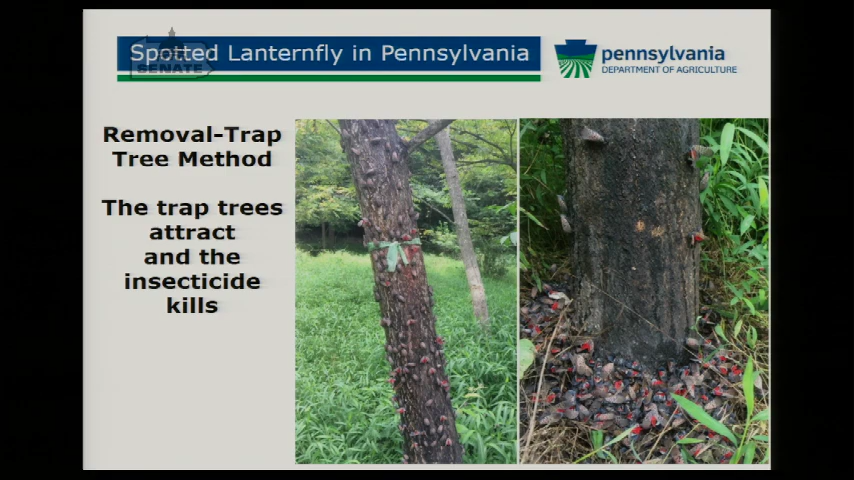 Spotted Lanternfly in Pennsylvania
SENATE
pennsylvania
DEPARTMENT OF AGRICULTURE
Removal-Trap
Tree Method
The trap trees
attract
and the
insecticide
kills